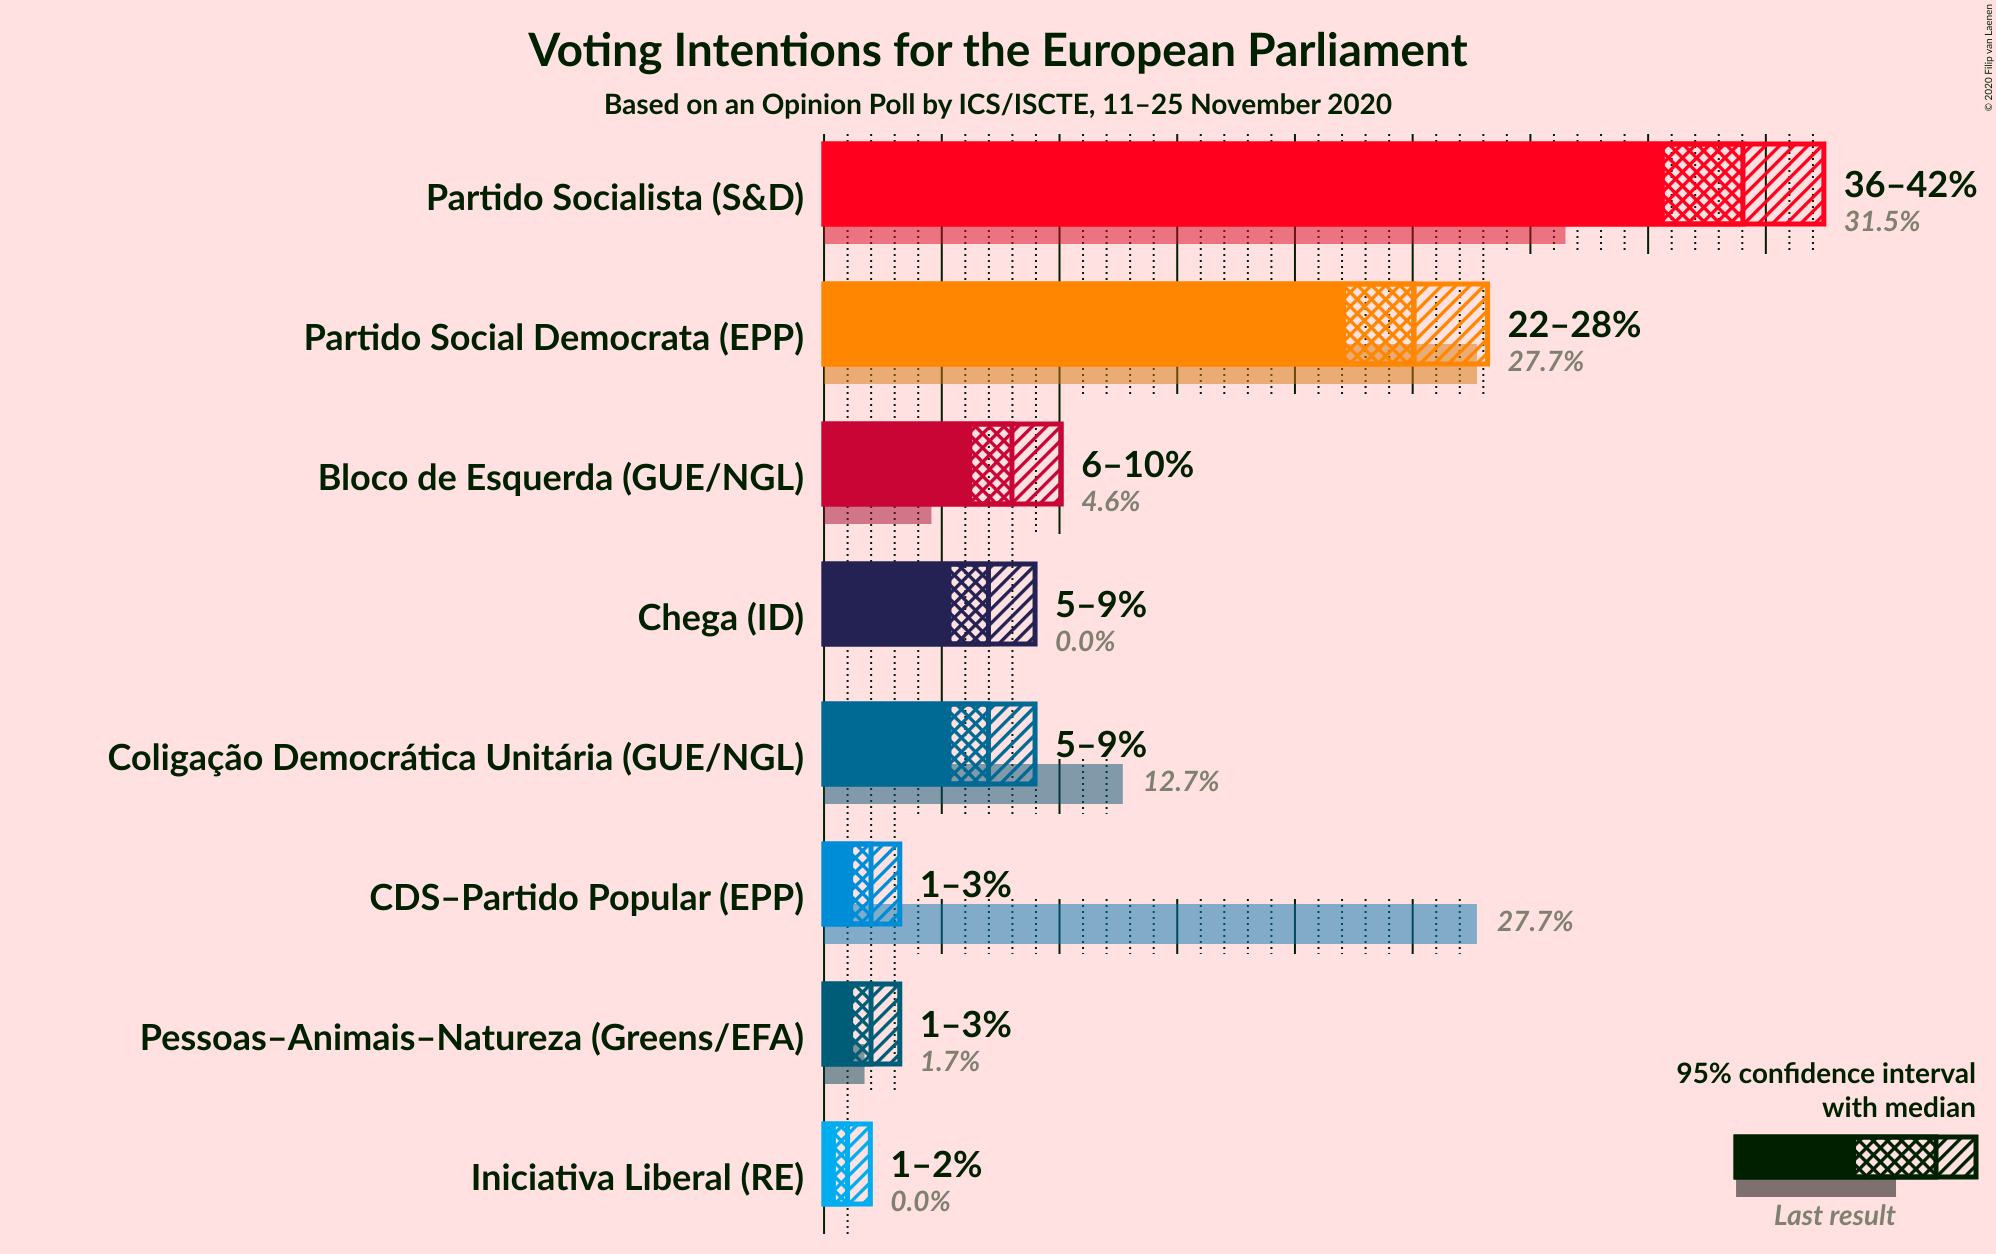 Voting Intentions for the European Parliament
Based on an Opinion Poll by ICS/ISCTE, 11–25 November 2020
© 2020 Filip van Laenen
Partido Socialista (S&D)
36–42%
31.5%
Partido Social Democrata (EPP)
22–28%
27.7%
Bloco de Esquerda (GUE/NGL)
6–10%
4.6%
Chega (ID)
5–9%
0.0%
Coligação Democrática Unitária (GUE/NGL)
5–9%
12.7%
CDS–Partido Popular (EPP)
1–3%
27.7%
Pessoas–Animais–Natureza (Greens/EFA)
1–3%
1.7%
Iniciativa Liberal (RE)
1–2%
0.0%
95% confidence interval
with median
Last result